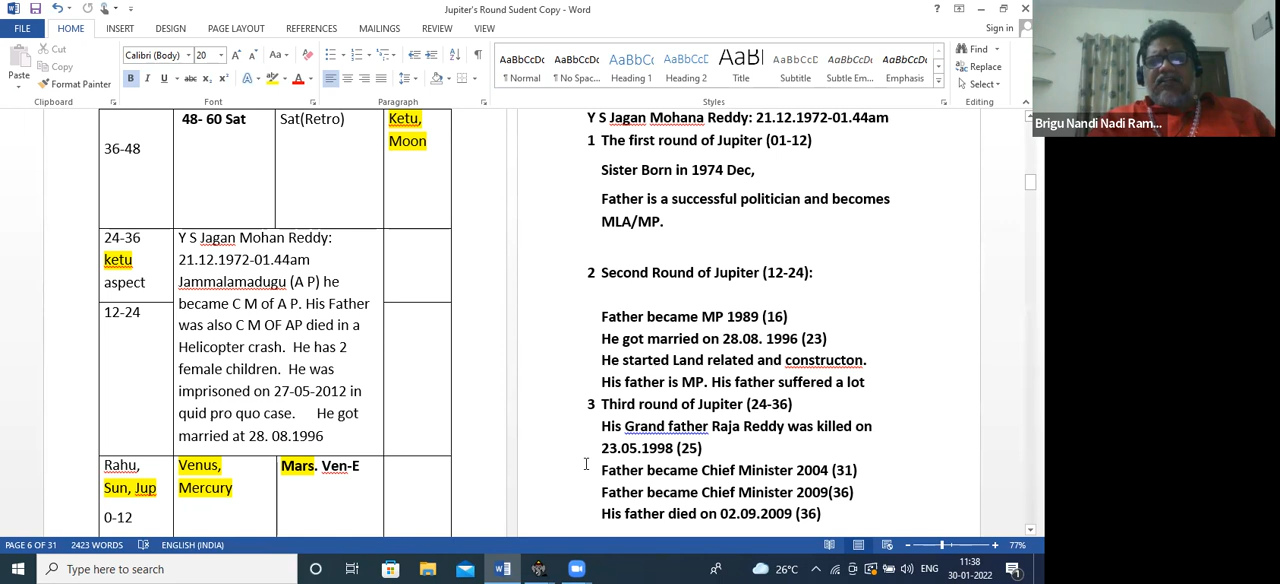 Jupiter's Round Sudent Copy - Word
?
FILE
HOME
INSERT
DESIGN
PAGE LAYOUT
REFERENCES
MAILINGS
REVIEW
VIEW
Sign in
Paste
Cut
Copy
Format Painter
Clipboard
Calibri (Body)
20
Font
Paragraph
AaBbCcDc
¶ Normal
AaBbCcDc
¶ No Spac...
AaBbC
Heading 1
AaBbCc
Heading 2
AaBl
Title
AaBbCcD
Subtitle
AaBbCcDc
Subtle Em...
AaBbCcDc
Emphasis
Styles
Find
Replace
Select
Editing
Brigu Nandi Nadi Ram...
36-48
48- 60 Sat
Sat(Retro)
Ketu,
Moon
24-36
ketu
aspect
12-24
Y S Jagan Mohan Reddy:
21.12.1972-01.44am
Jammalamadugu (A P) he
became C M of A P. His Father
was also C M OF AP died in a
Helicopter crash. He has 2
female children. He was
imprisoned on 27-05-2012 in
quid pro quo case. He got
married at 28. 08.1996
Rahu,
Sun, Jup
0-12
Venus,
Mercury
Mars. Ven-E
Y S Jagan Mohana Reddy: 21.12.1972-01.44am
1 The first round of Jupiter (01-12)
Sister Born in 1974 Dec,
Father is a successful politician and becomes
MLA/MP.
2 Second Round of Jupiter (12-24):
Father became MP 1989 (16)
He got married on 28.08. 1996 (23)
He started Land related and constructon.
His father is MP. His father suffered a lot
3 Third round of Jupiter (24-36)
His Grand father Raja Reddy was killed on
23.05.1998 (25)
Father became Chief Minister 2004 (31)
Father became Chief Minister 2009(36)
His father died on 02.09.2009 (36)
PAGE 6 OF 31
2423 WORDS
ENGLISH (INDIA)
77%
Type here to search
26°C
ENG
11:38
30-01-2022
1